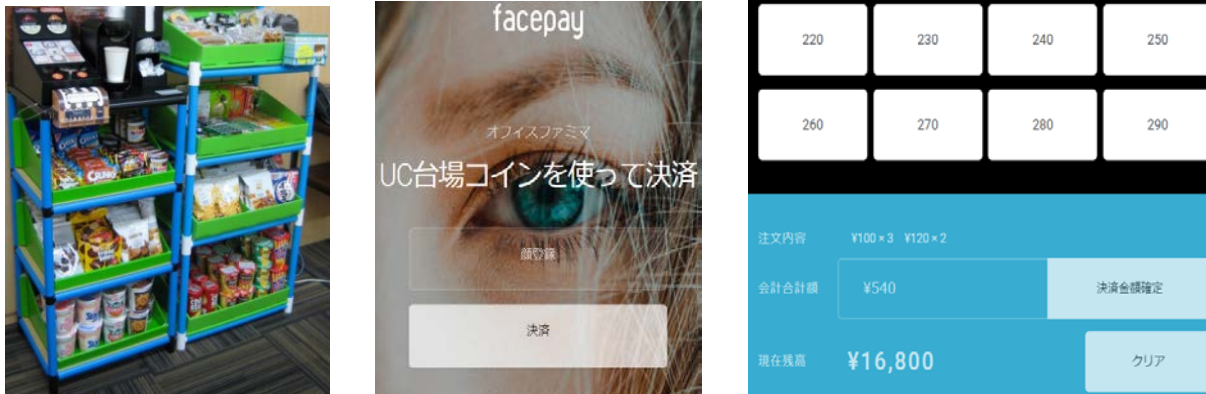 facepay
オフィスファミマ
UC台場コインを使って決済
顔登録
決済
220 230 240 250
260 270 280 290
注文内容 ¥100×3 ¥120×2
会計合計額 ¥540 決済金額確定
現在残高 ¥16,800 クリア